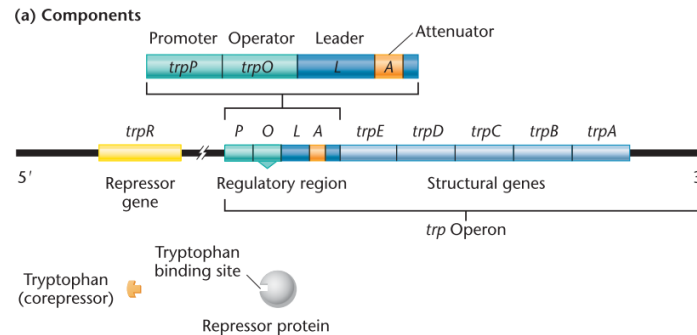 (a) Components
Attenuator
Promoter Operator Leader
trpP trpO L A
trpR P O L A trpE trpD trpC trpB trpA
5′ 3
Repressor
gene
Regulatory region
Structural genes
trp Operon
Tryptophan
(corepressor)
Tryptophan
binding site
Repressor protein